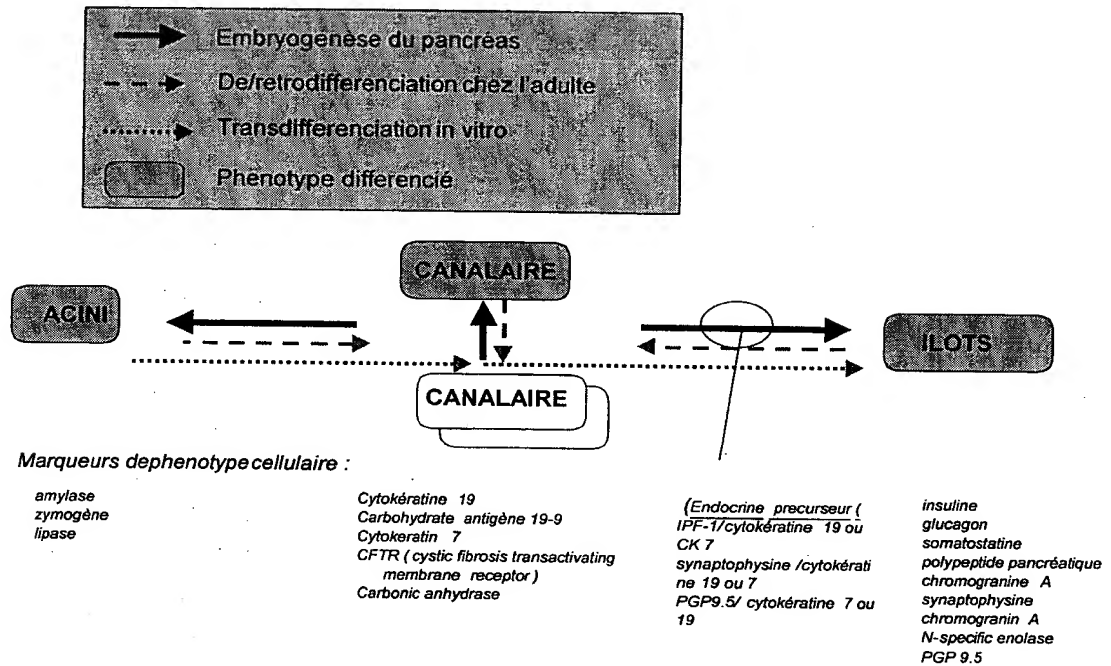 Embryogénèse du pancréas
De/retrodifferenciation chez l'adulte
Transdifferenciation in vitro
Phenotype differencié
CANALAIRE
ACINI
ILOTS
CANALAIRE
Marqueurs dephenotypecellulaire :
amylase
zymogène
lipase
Cytokératine 19
Carbohydrate antigène 19-9
Cytokeratin 7
CFTR ( cystic fibrosis transactivating
membrane receptor )
Carbonic anhydrase
(Endocrine precurseur (
IPF-1/cytokératine 19 ou
CK 7
synaptophysine /cytokérati
ne 19 ou 7
PGP9.5/ cytokératine 7 ou
19
insuline
glucagon
somatostatine
polypeptide pancréatique
chromogranine A
synaptophysine
chromogranin A
N-specific enolase
PGP 9.5